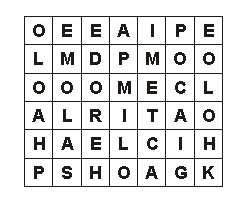 O E E A I P E
L M D P M O O
O O O M E C L
A L R I T A O
H A E L C I H
P S H O A G K